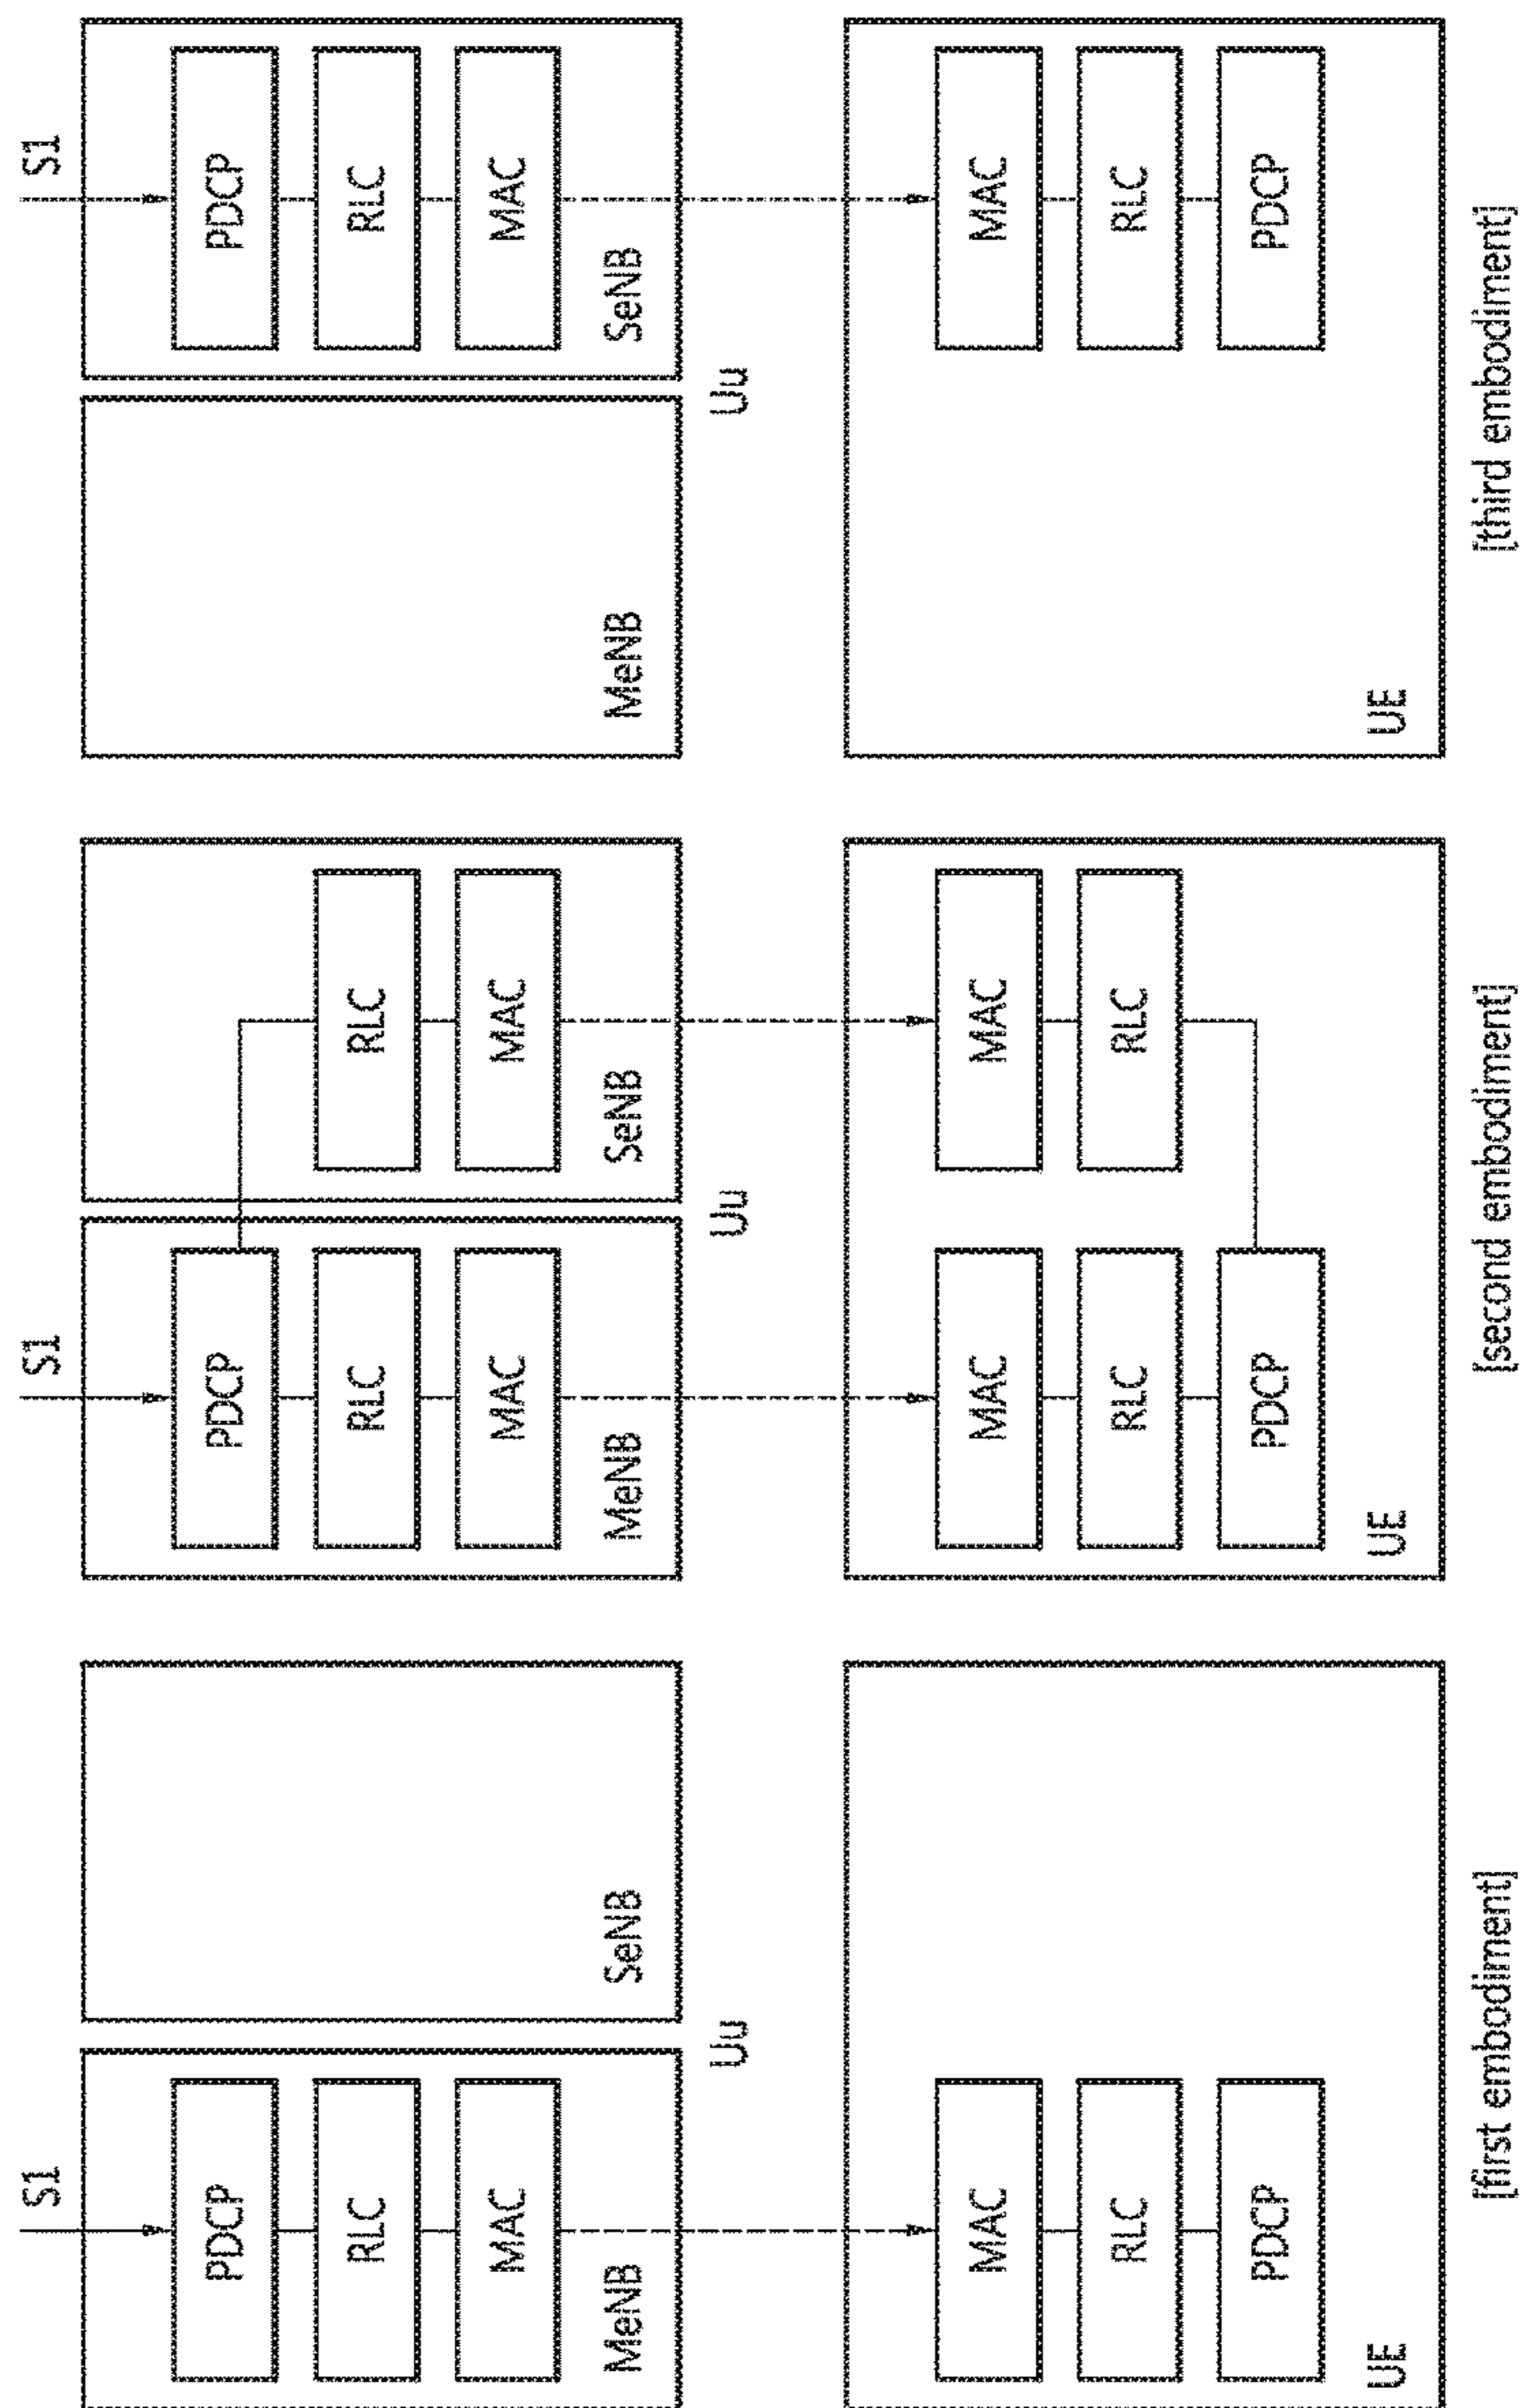 S1
PDCP
RLC
MAC
MeNB
SeNB
Uu
MAC
RLC
PDCP
UE
[first embodiment]
S1
PDCP
RLC
RLC
MAC
MAC
MeNB
SeNB
Uu
MAC
MAC
RLC
RLC
PDCP
UE
[second embodiment]
S1
PDCP
RLC
MAC
MeNB
SeNB
Uu
MAC
RLC
PDCP
UE
[third embodiment]